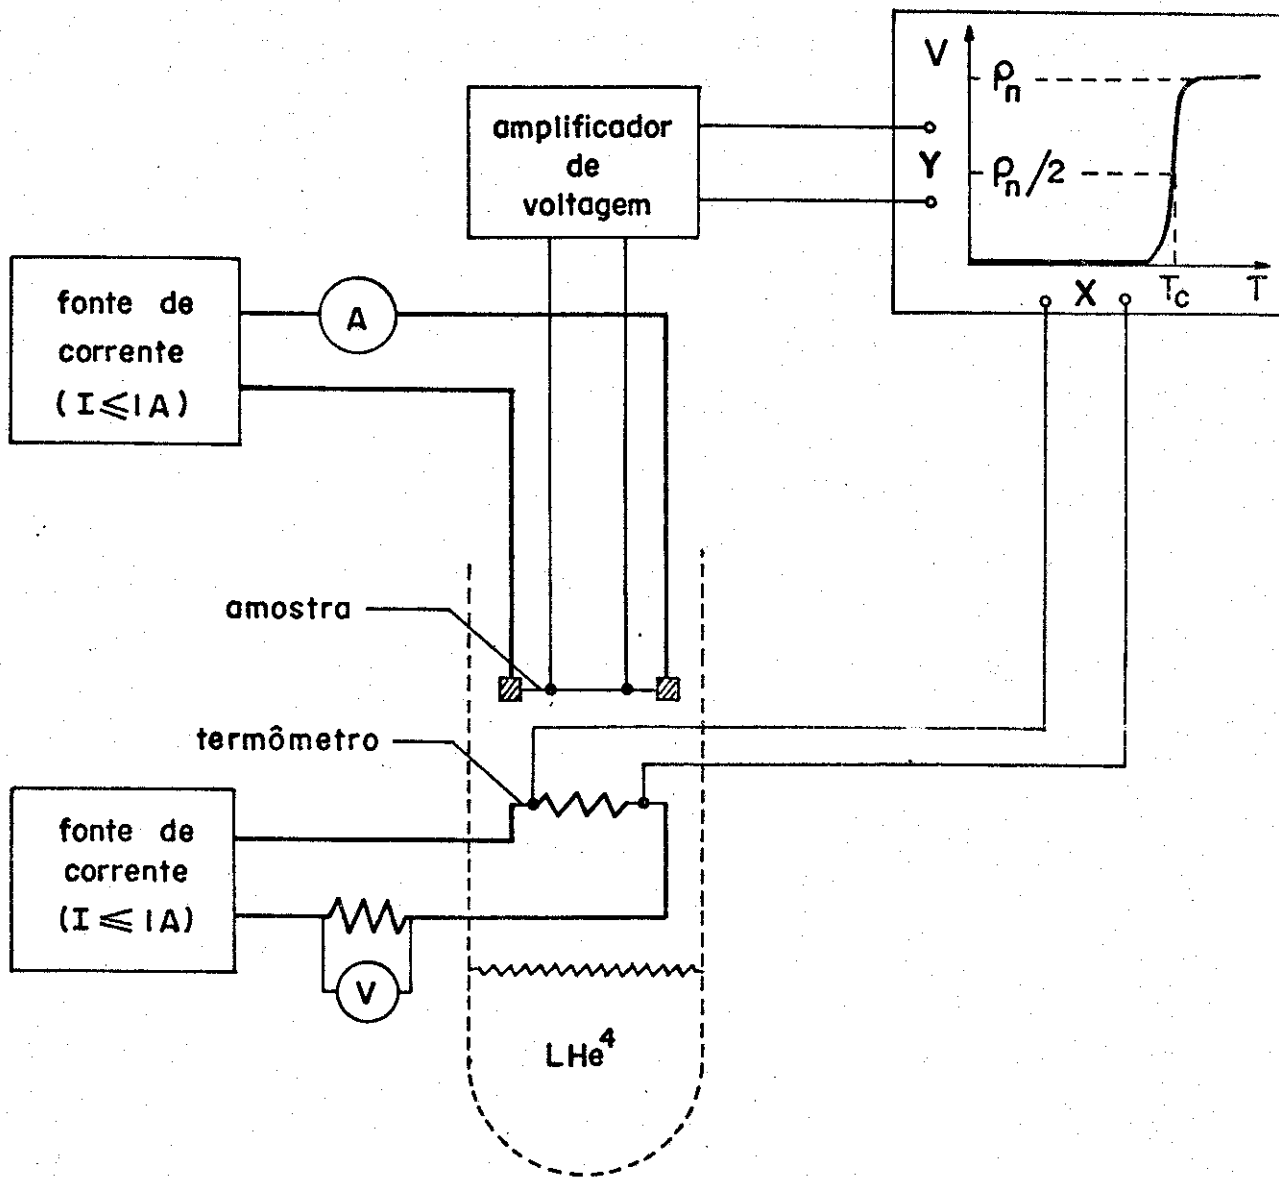 V
ρn
ρn/2
Y
X
Tc
T
amplificador
de
voltagem
fonte de
corrente
(I ≤ 1A)
A
amostra
termômetro
fonte de
corrente
(I ≤ 1A)
V
LHe⁴